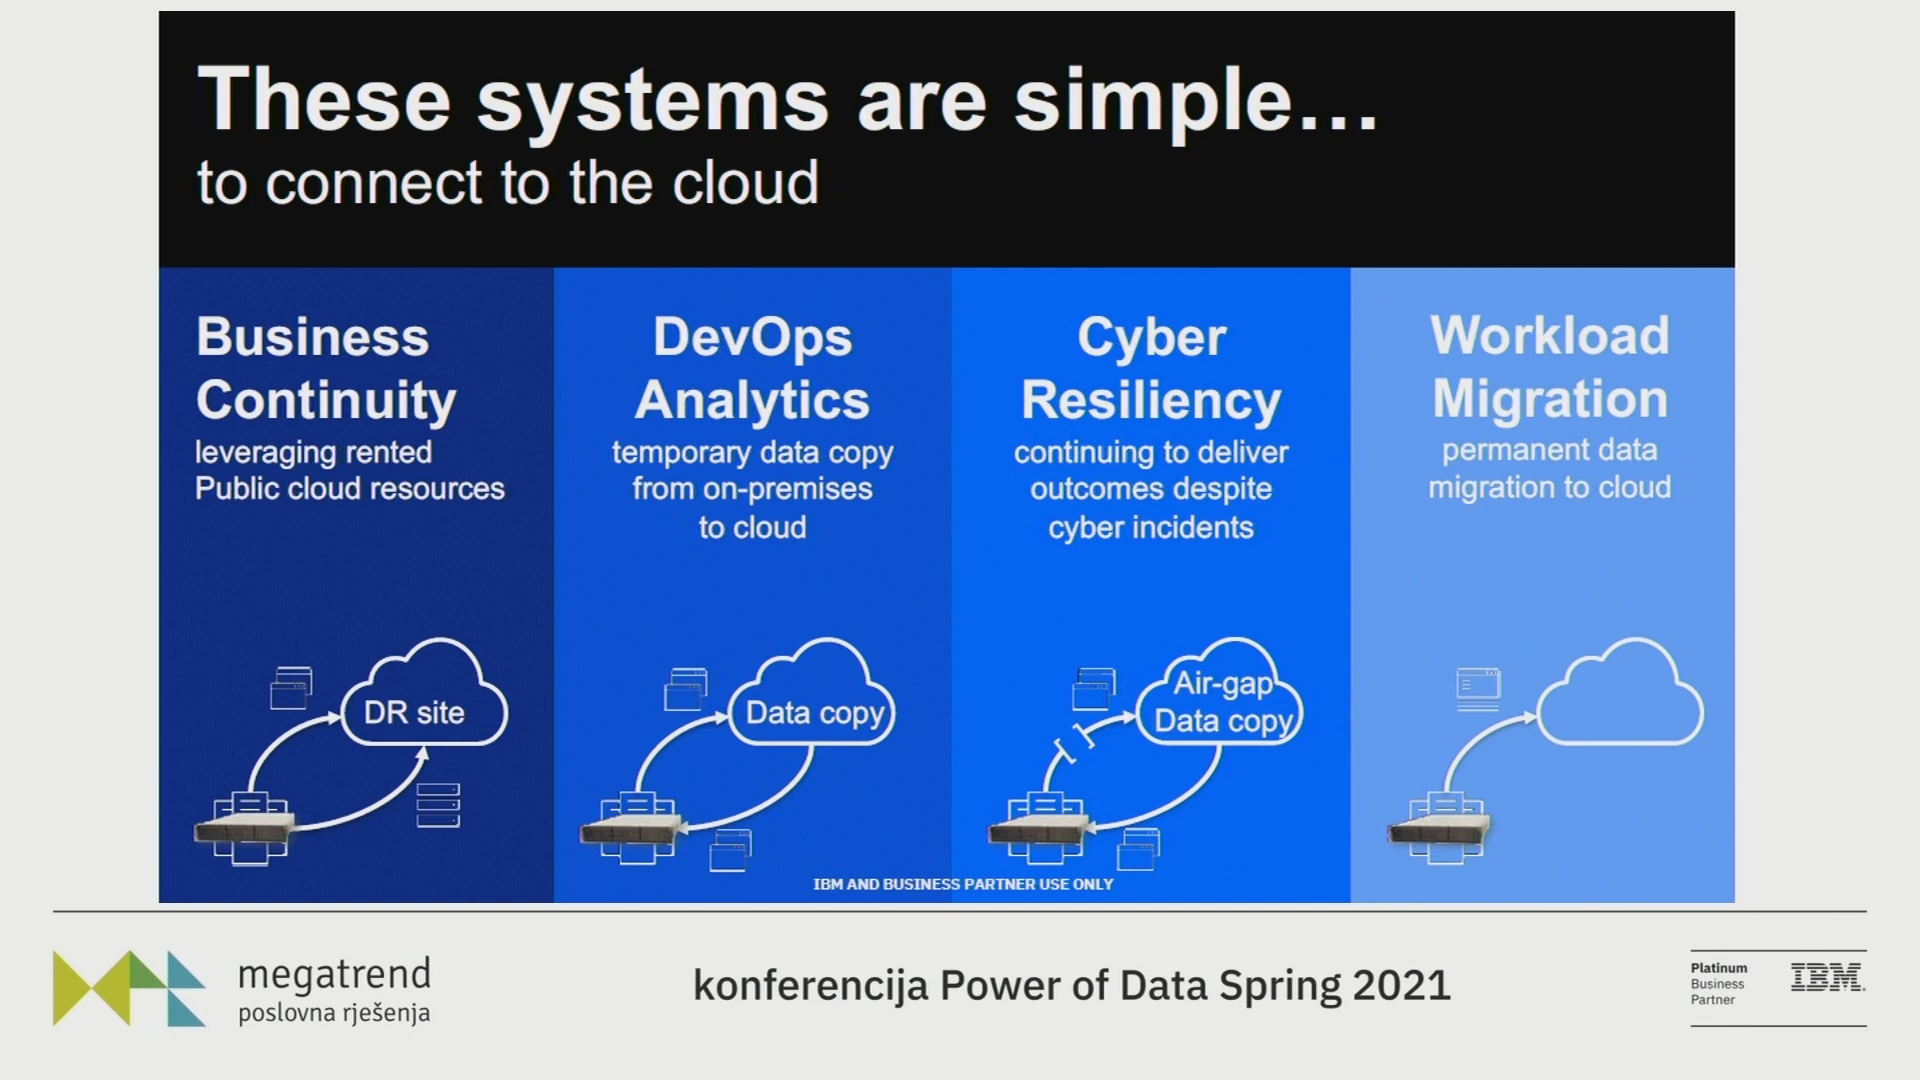 These systems are simple...
to connect to the cloud
Business
Continuity
leveraging rented
Public cloud resources
DR site
DevOps
Analytics
temporary data copy
from on-premises
to cloud
Data copy
Cyber
Resiliency
continuing to deliver
outcomes despite
cyber incidents
Air-gap
Data copy
Workload
Migration
permanent data
migration to cloud
IBM AND BUSINESS PARTNER USE ONLY
megatrend
poslovna rješenja
konferencija Power of Data Spring 2021
Platinum
Business
Partner
IBM.